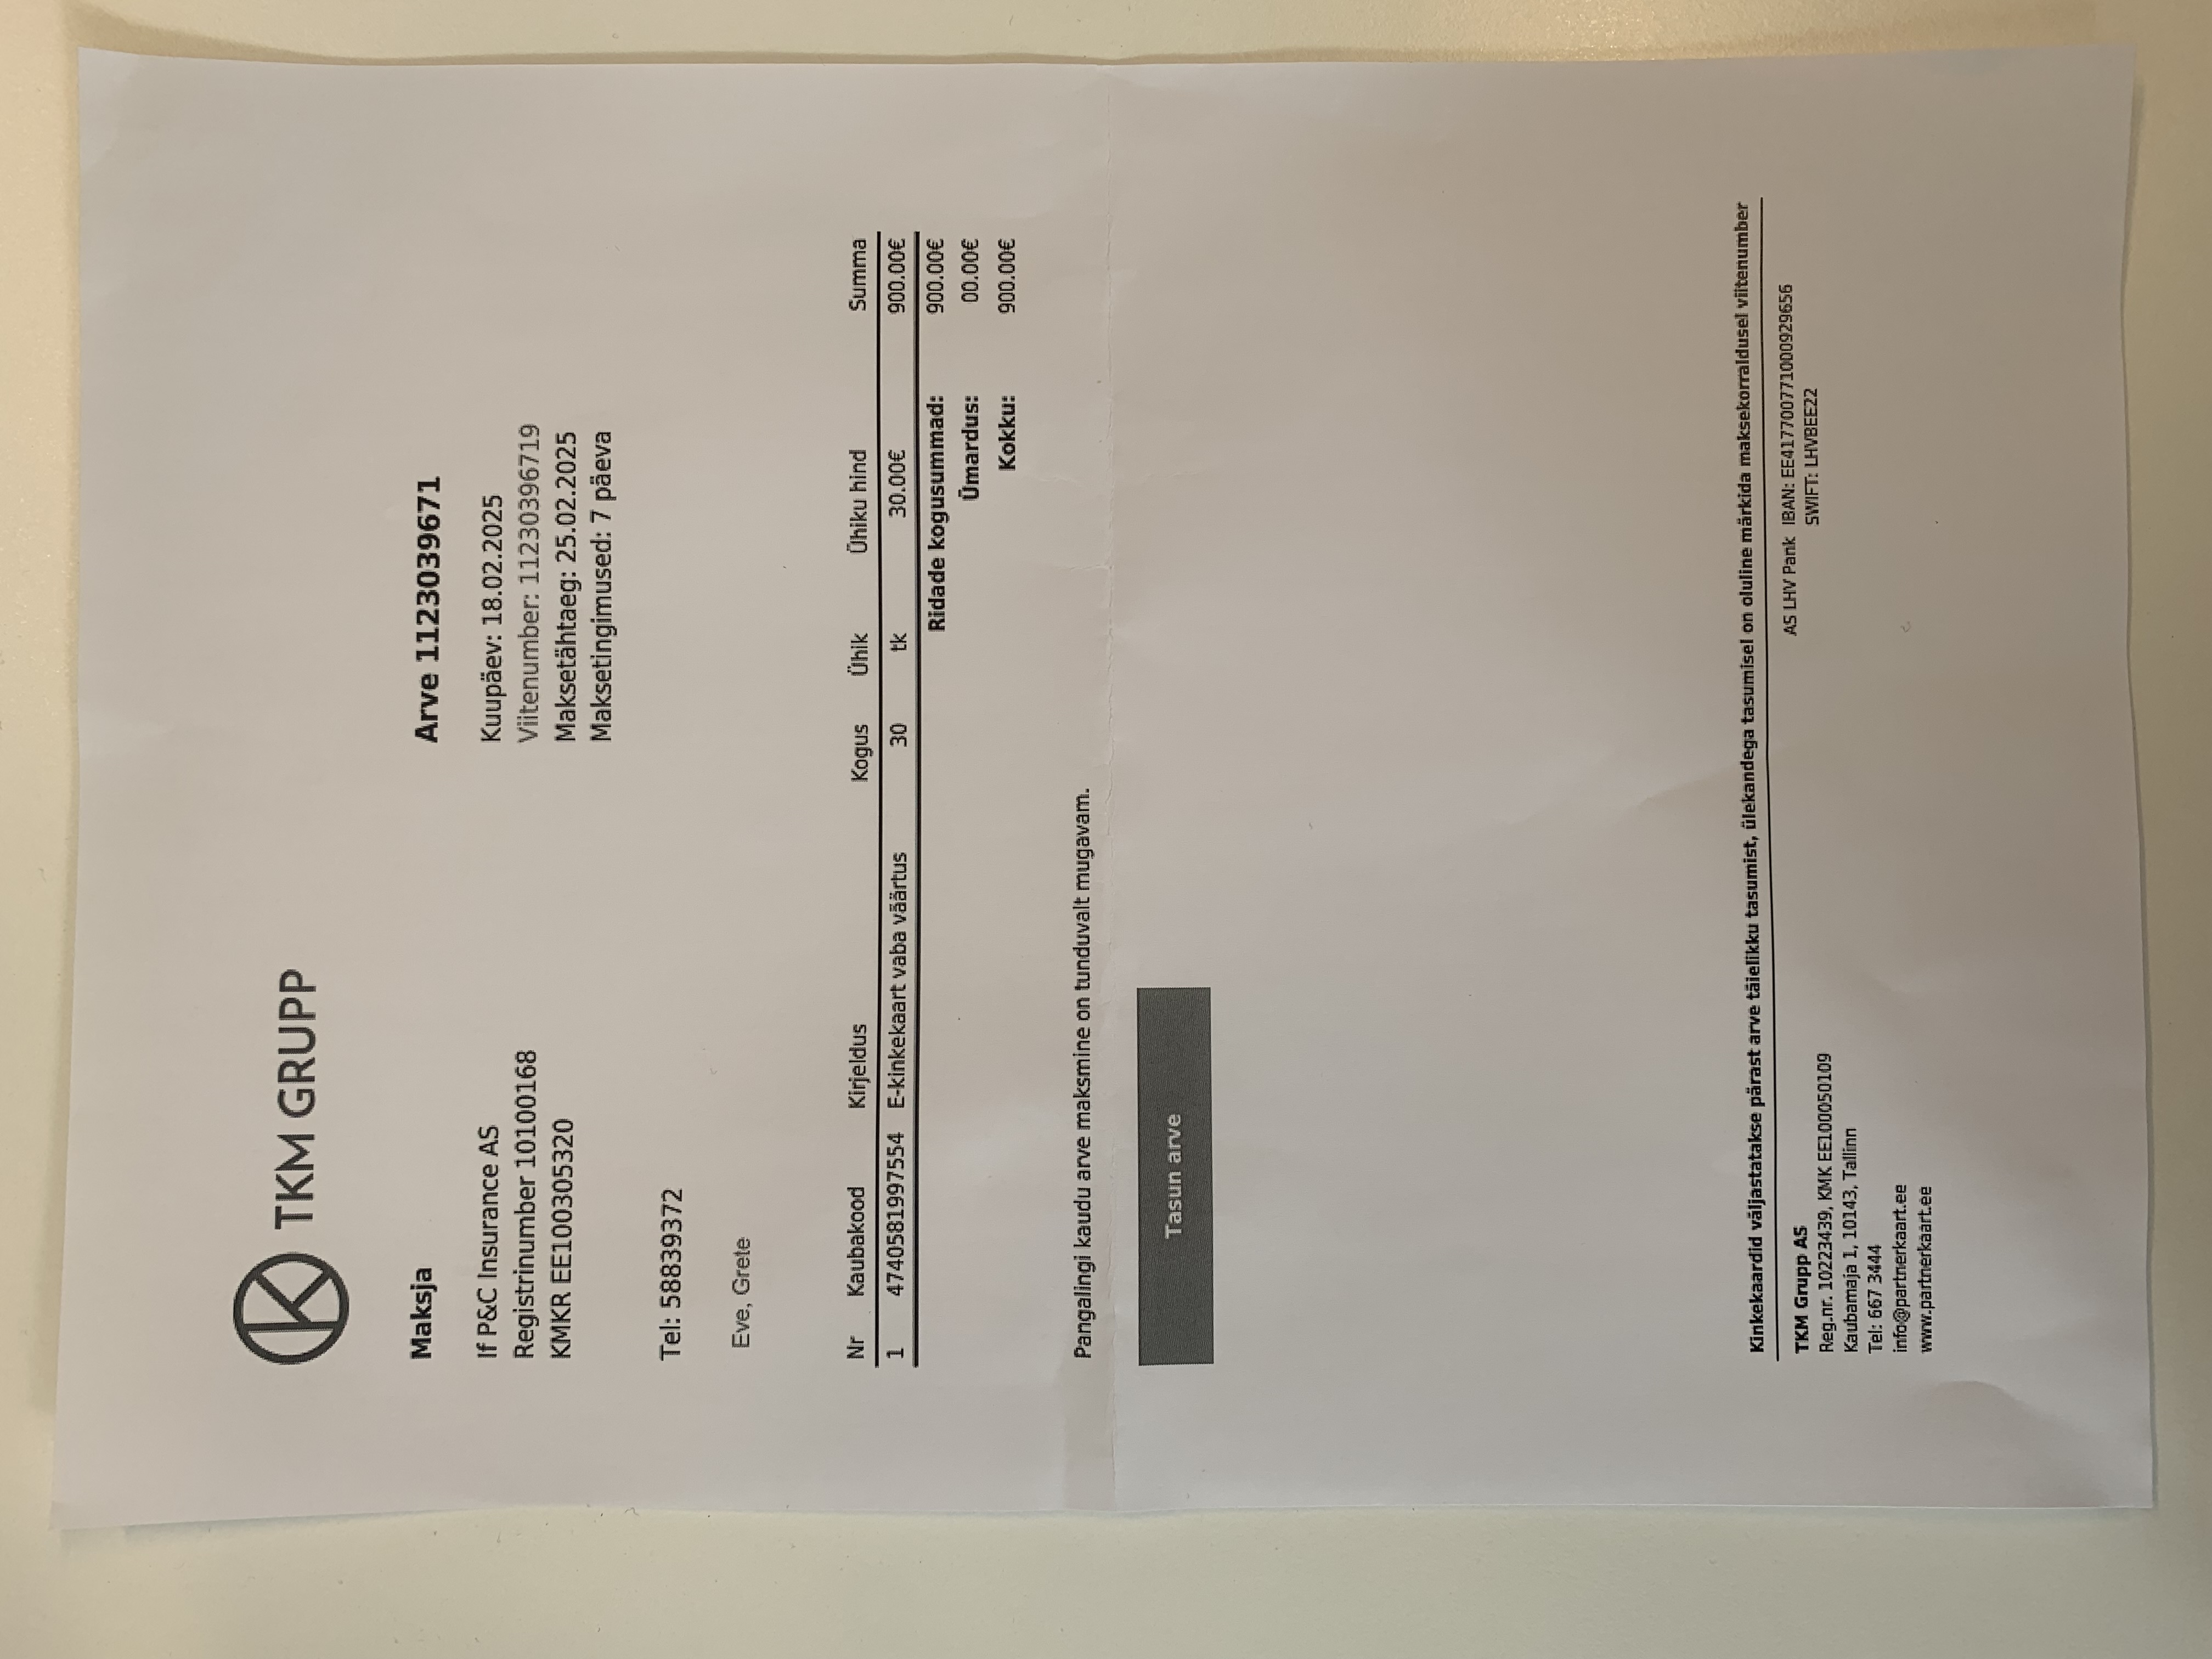 K TKM GRUPP
Maksja
If P&C Insurance AS
Registrinumber 10100168
KMKR EE100305320
Tel: 58839372
Eve, Grete
Arve 1123039671
Kuupäev: 18.02.2025
Viitenumber: 11230396719
Maksetähtaeg: 25.02.2025
Maksetingimused: 7 päeva
Nr Kaubakood Kirjeldus Kogus Ühik Ühiku hind Summa
1 4740581997554 E-kinkekaart vaba väärtus 30 tk 30.00€ 900.00€
Ridade kogusummad: 900.00€
Ümardus: 00.00€
Kokku: 900.00€
Pangalingi kaudu arve maksmine on tunduvalt mugavam.
Tasun arve
Kinkekaardid väljastatakse pärast arve täielikku tasumist, ülekandega tasumisel on oluline märkida maksekorraldusel viitenumber
TKM Grupp AS
Reg.nr. 10223439, KMK EE100050109
Kaubamaja 1, 10143, Tallinn
Tel: 667 3444
info@partnerkaart.ee
www.partnerkaart.ee
AS LHV Pank IBAN: EE417700771000929656
SWIFT: LHVBEE22